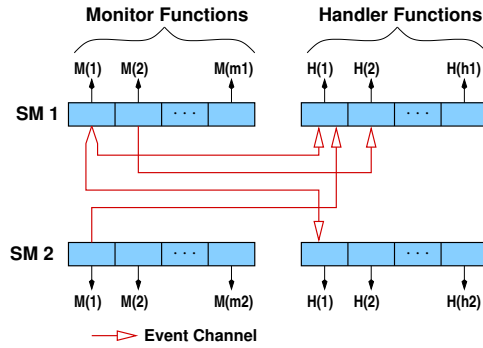 Monitor Functions Handler Functions
M(1) M(2) M(m1) H(1) H(2) H(h1)
SM 1 ... ...
SM 2 ... ...
M(1) M(2) M(m2) H(1) H(2) H(h2)
Event Channel